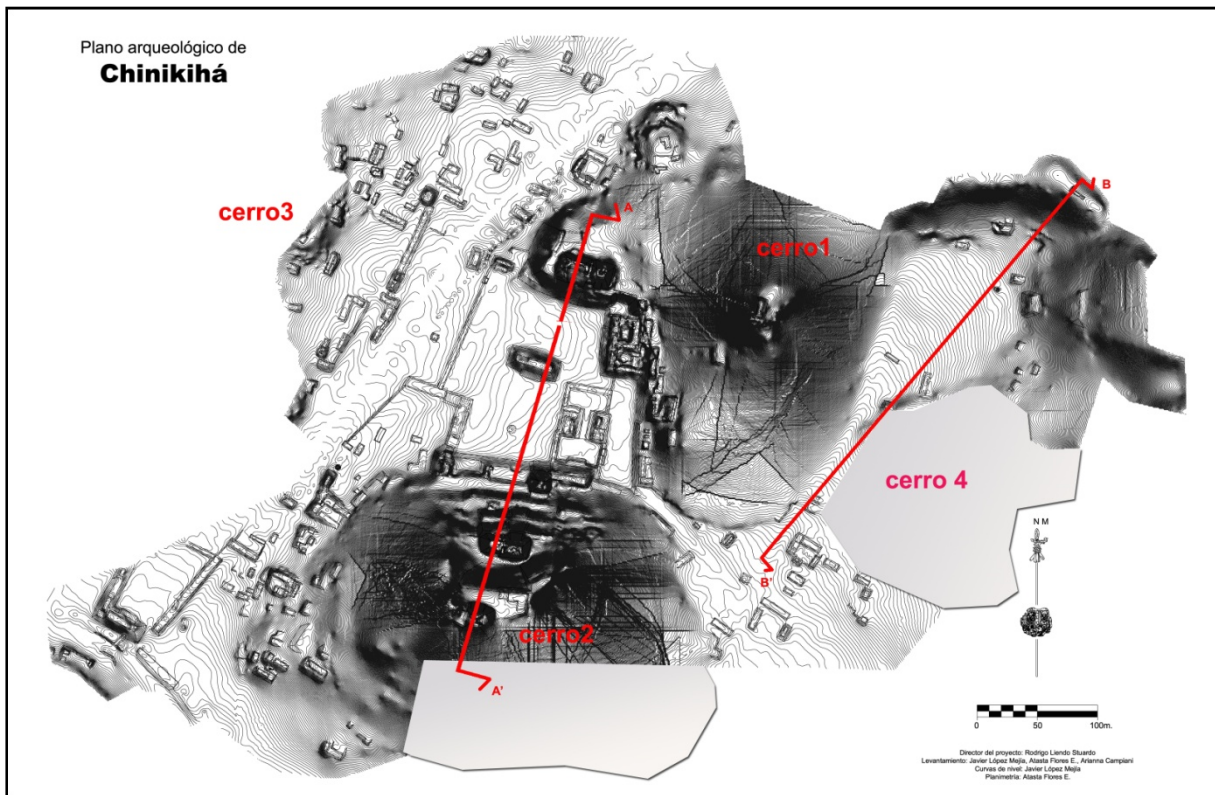 Plano arqueológico de
Chinikihá
cerro3
A
cerro1
B
cerro 4
N M
B'
cerro2
A'
0 50 100m.
Director del proyecto: Rodrigo Liendo Stuardo
Levantamiento: Javier López Mejía, Atasta Flores E., Arianna Campiani
Curvas de nivel: Javier López Mejía
Planimetría: Atasta Flores E.